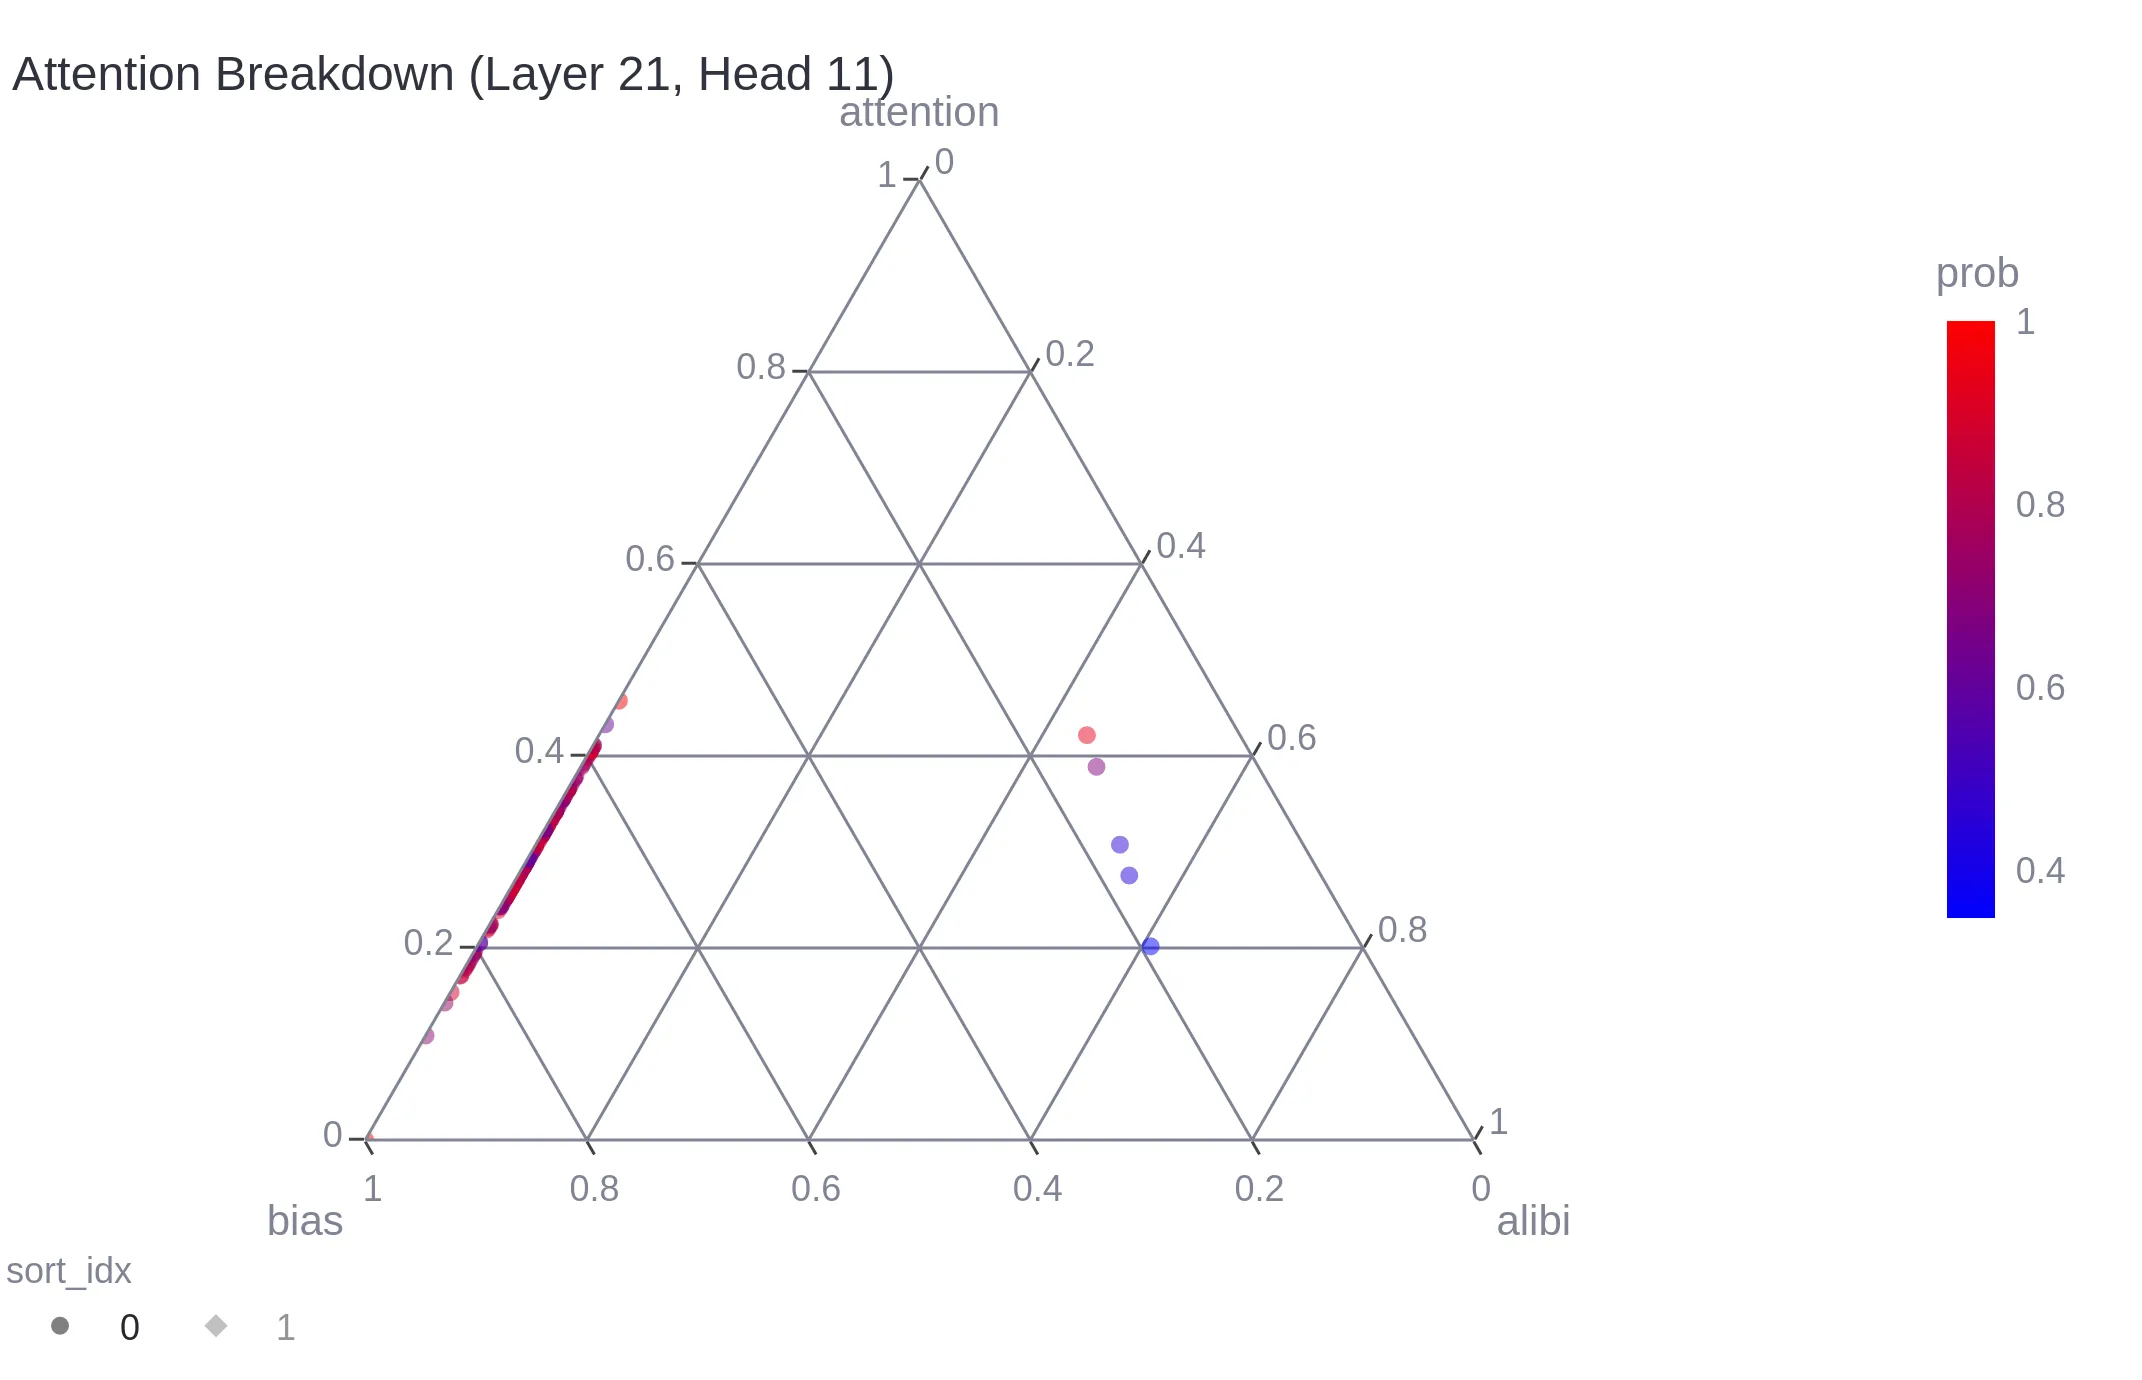 Attention Breakdown (Layer 21, Head 11)
attention
1 0
0.8 0.2
0.6 0.4
0.4 0.6
0.2 0.8
0 1
1 0.8 0.6 0.4 0.2 0
bias alibi
prob
1
0.8
0.6
0.4
sort_idx
0 1